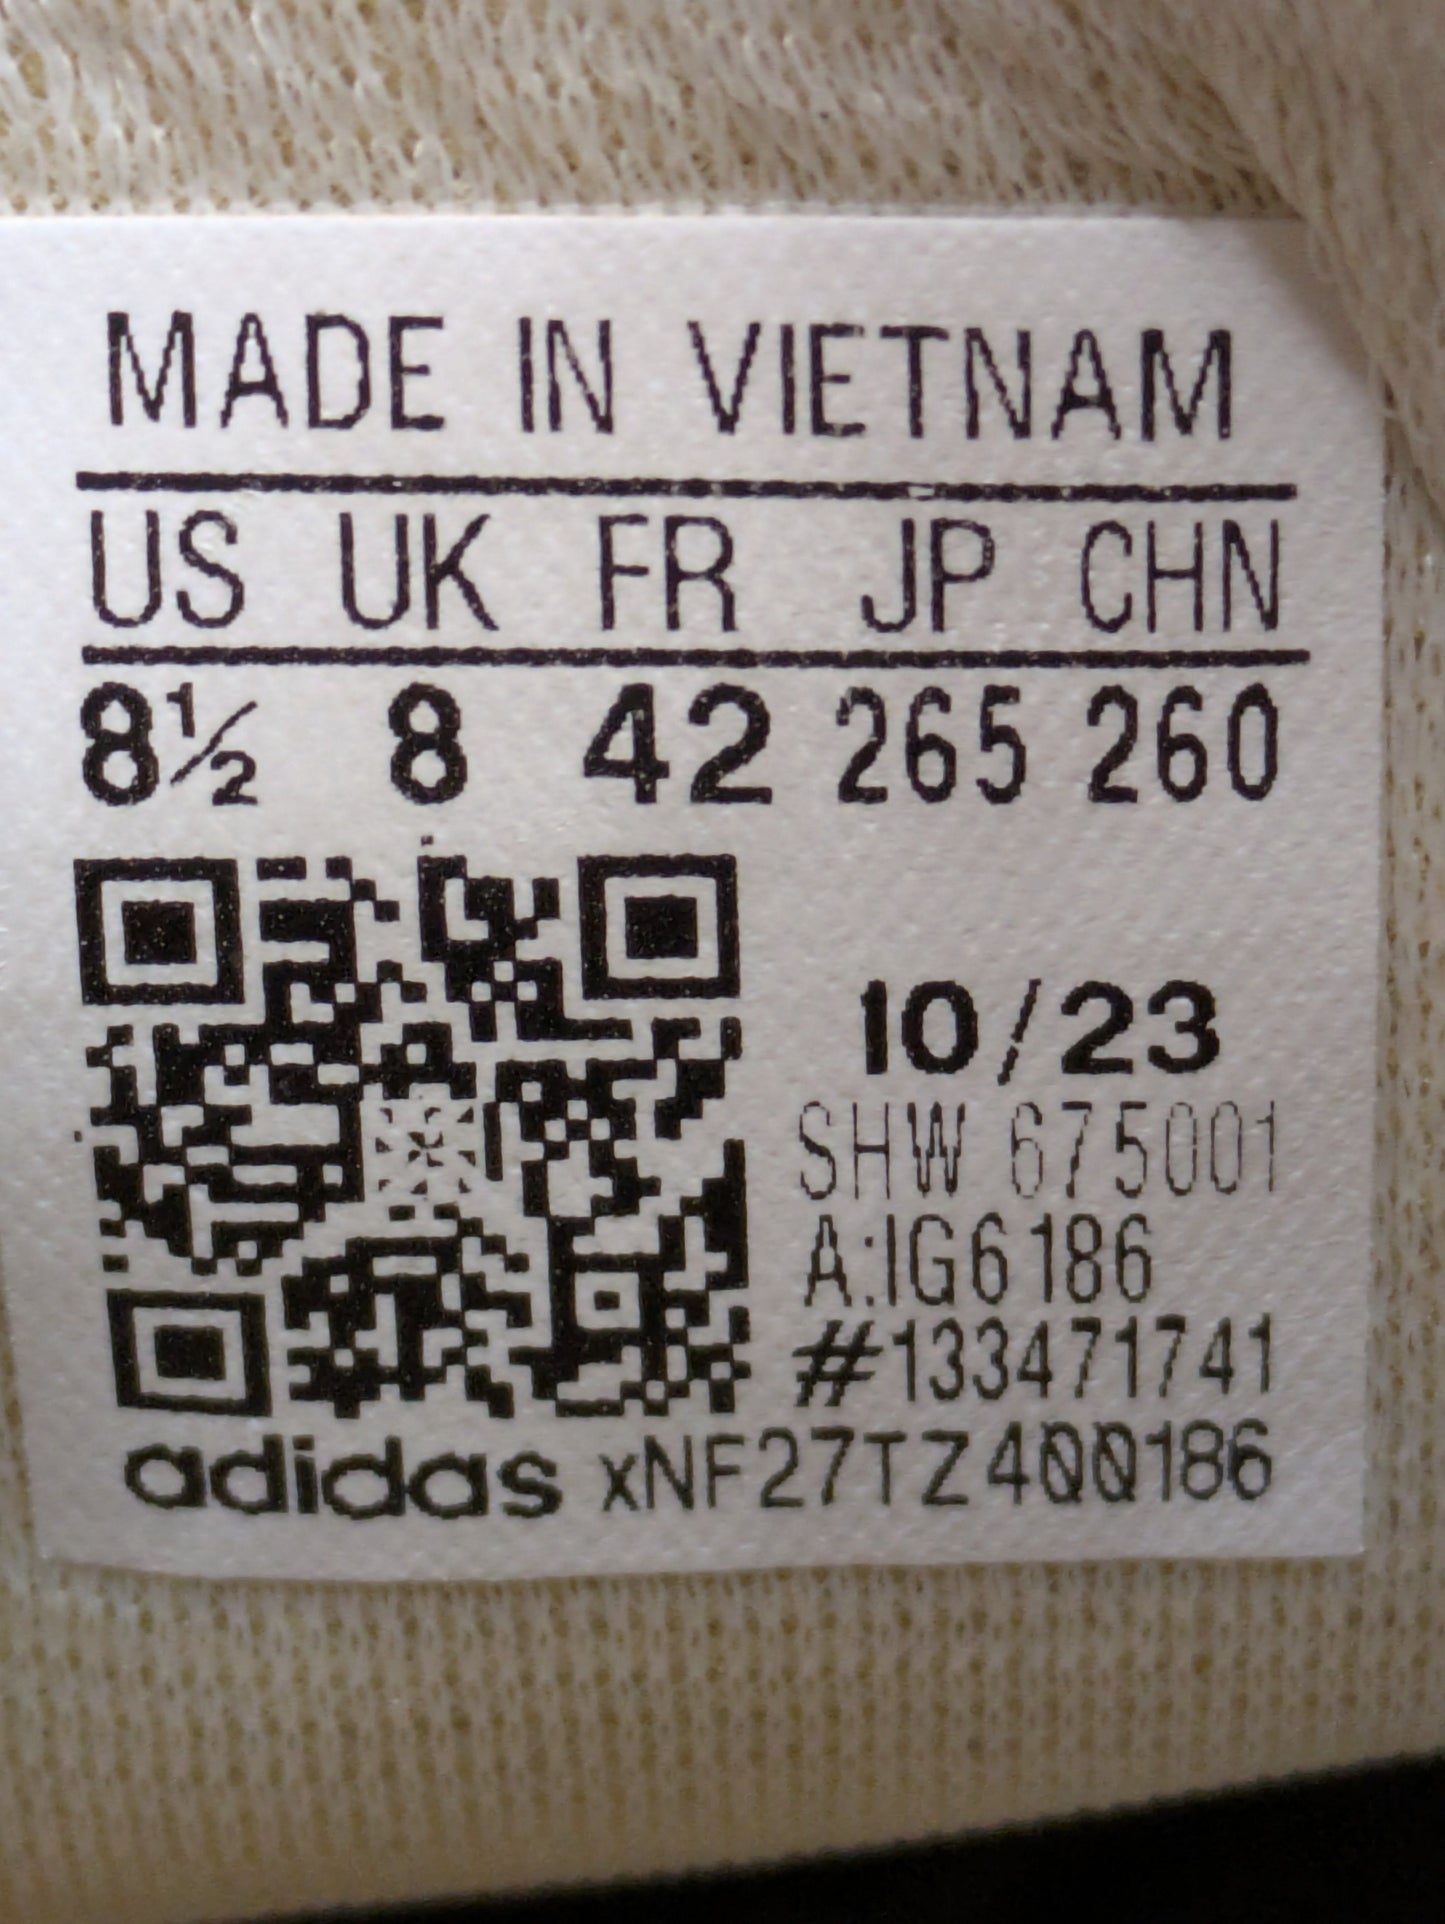 MADE IN VIETNAM
US UK FR JP CHN
8½ 8 42 265 260
10/23
SHW 675001
A:IG6186
#133471741
adidas xNF27TZ400186